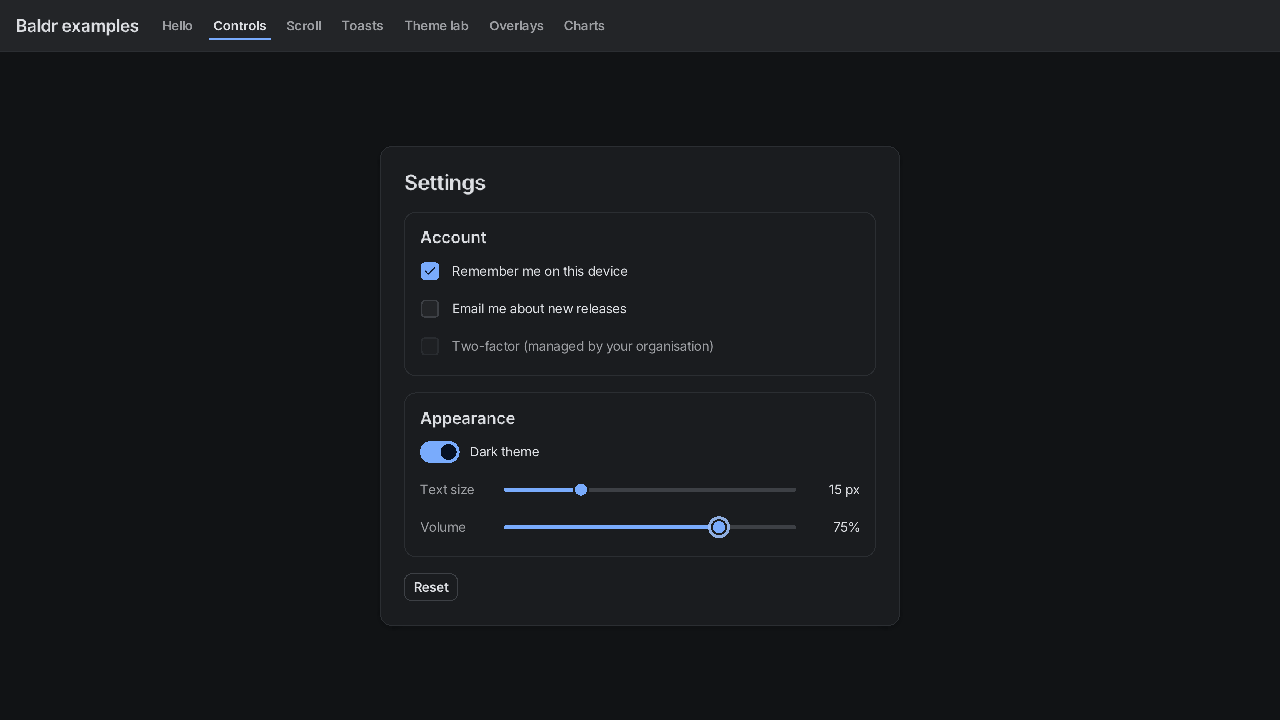 Baldr examples Hello Controls Scroll Toasts Theme lab Overlays Charts
Settings
Account
Remember me on this device
Email me about new releases
Two-factor (managed by your organisation)
Appearance
Dark theme
Text size 15 px
Volume 75%
Reset